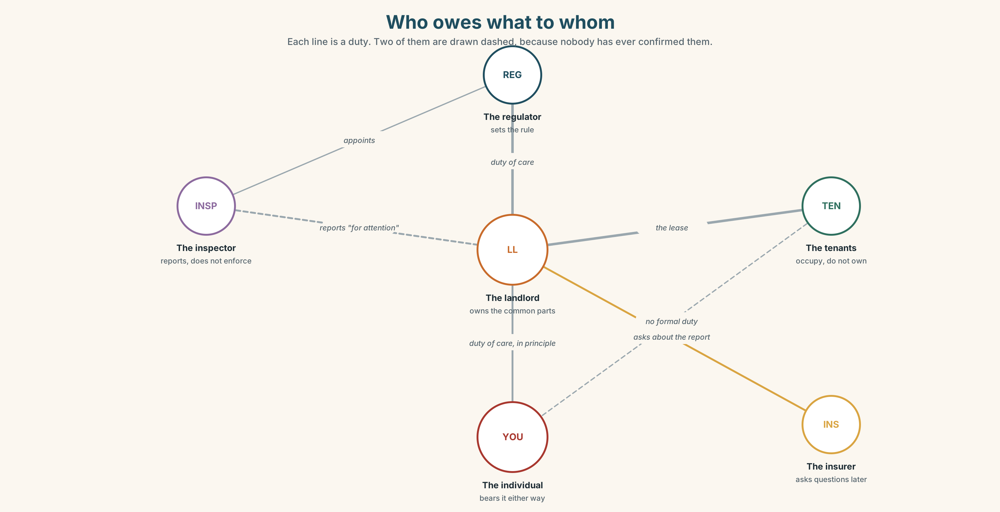 Who owes what to whom
Each line is a duty. Two of them are drawn dashed, because nobody has ever confirmed them.
REG
The regulator
sets the rule
appoints
duty of care
INSP
The inspector
reports, does not enforce
reports "for attention"
LL
The landlord
owns the common parts
the lease
TEN
The tenants
occupy, do not own
no formal duty
asks about the report
duty of care, in principle
YOU
The individual
bears it either way
INS
The insurer
asks questions later